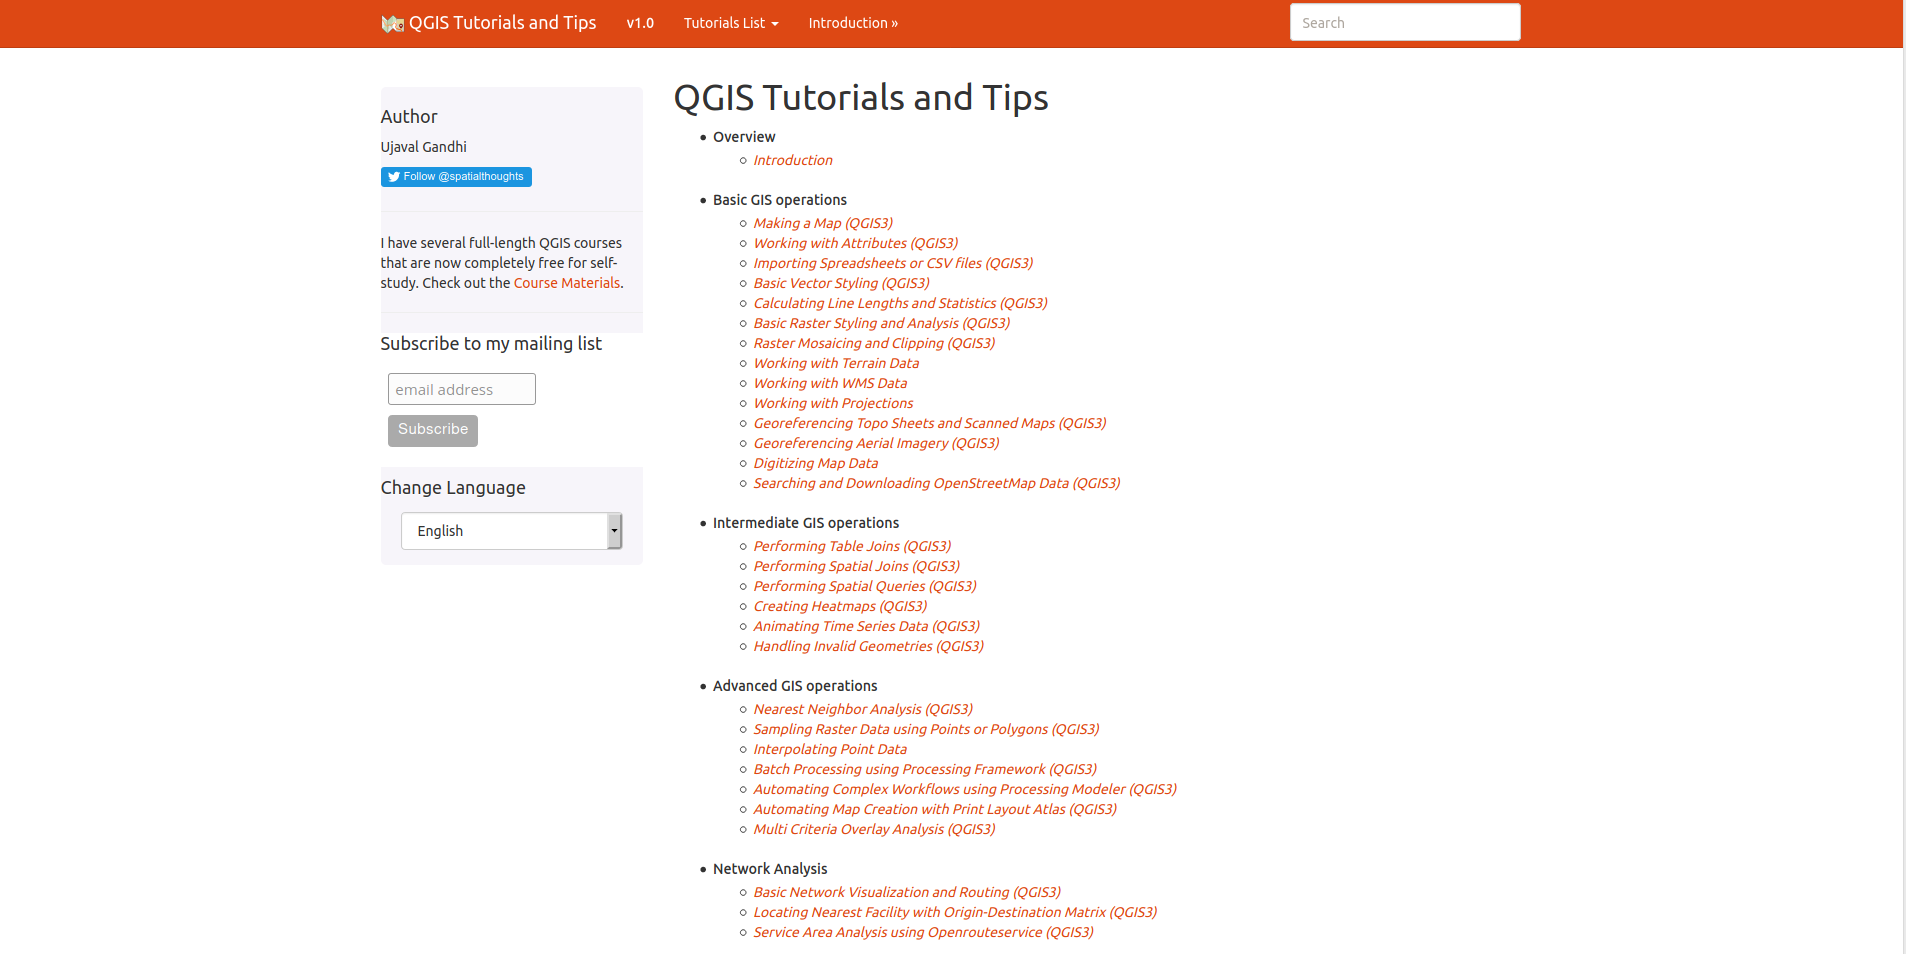 QGIS Tutorials and Tips v1.0 Tutorials List Introduction » Search
Author
Ujaval Gandhi
Follow @spatialthoughts
I have several full-length QGIS courses
that are now completely free for self-
study. Check out the Course Materials.
Subscribe to my mailing list
email address
Subscribe
Change Language
English
QGIS Tutorials and Tips
Overview
Introduction
Basic GIS operations
Making a Map (QGIS3)
Working with Attributes (QGIS3)
Importing Spreadsheets or CSV files (QGIS3)
Basic Vector Styling (QGIS3)
Calculating Line Lengths and Statistics (QGIS3)
Basic Raster Styling and Analysis (QGIS3)
Raster Mosaicing and Clipping (QGIS3)
Working with Terrain Data
Working with WMS Data
Working with Projections
Georeferencing Topo Sheets and Scanned Maps (QGIS3)
Georeferencing Aerial Imagery (QGIS3)
Digitizing Map Data
Searching and Downloading OpenStreetMap Data (QGIS3)
Intermediate GIS operations
Performing Table Joins (QGIS3)
Performing Spatial Joins (QGIS3)
Performing Spatial Queries (QGIS3)
Creating Heatmaps (QGIS3)
Animating Time Series Data (QGIS3)
Handling Invalid Geometries (QGIS3)
Advanced GIS operations
Nearest Neighbor Analysis (QGIS3)
Sampling Raster Data using Points or Polygons (QGIS3)
Interpolating Point Data
Batch Processing using Processing Framework (QGIS3)
Automating Complex Workflows using Processing Modeler (QGIS3)
Automating Map Creation with Print Layout Atlas (QGIS3)
Multi Criteria Overlay Analysis (QGIS3)
Network Analysis
Basic Network Visualization and Routing (QGIS3)
Locating Nearest Facility with Origin-Destination Matrix (QGIS3)
Service Area Analysis using Openrouteservice (QGIS3)